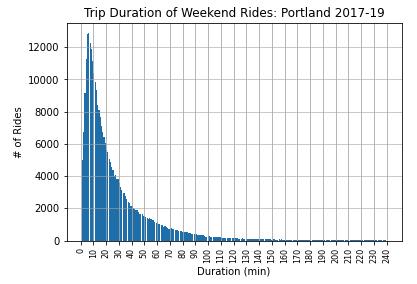 Trip Duration of Weekend Rides: Portland 2017-19
12000
10000
8000
6000
4000
2000
0
# of Rides
0 10 20 30 40 50 60 70 80 90 100 110 120 130 140 150 160 170 180 190 200 210 220 230 240
Duration (min)